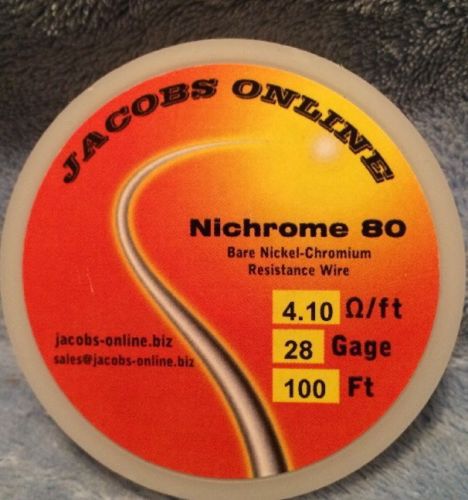 JACOBS ONLINE
Nichrome 80
Bare Nickel-Chromium
Resistance Wire
4.10 Ω/ft
28 Gage
100 Ft
jacobs-online.biz
sales@jacobs-online.biz